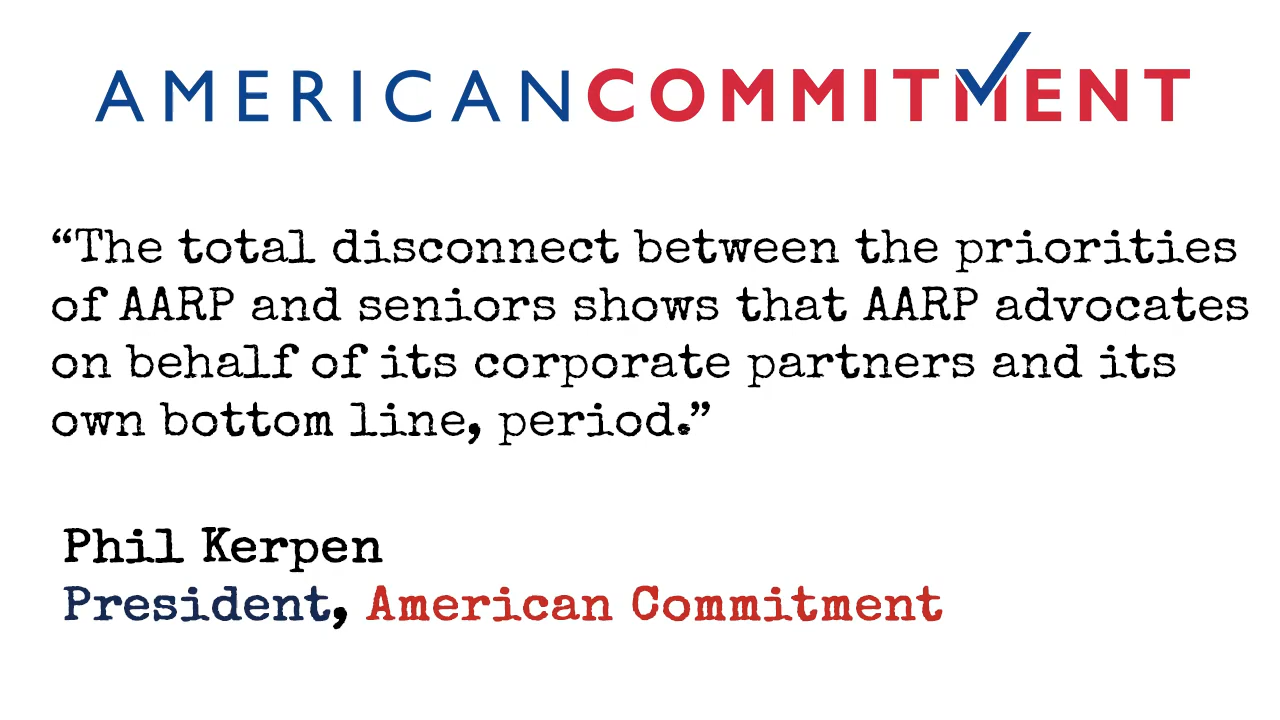 AMERICANCOMMITMENT
“The total disconnect between the priorities
of AARP and seniors shows that AARP advocates
on behalf of its corporate partners and its
own bottom line, period.”
Phil Kerpen
President, American Commitment